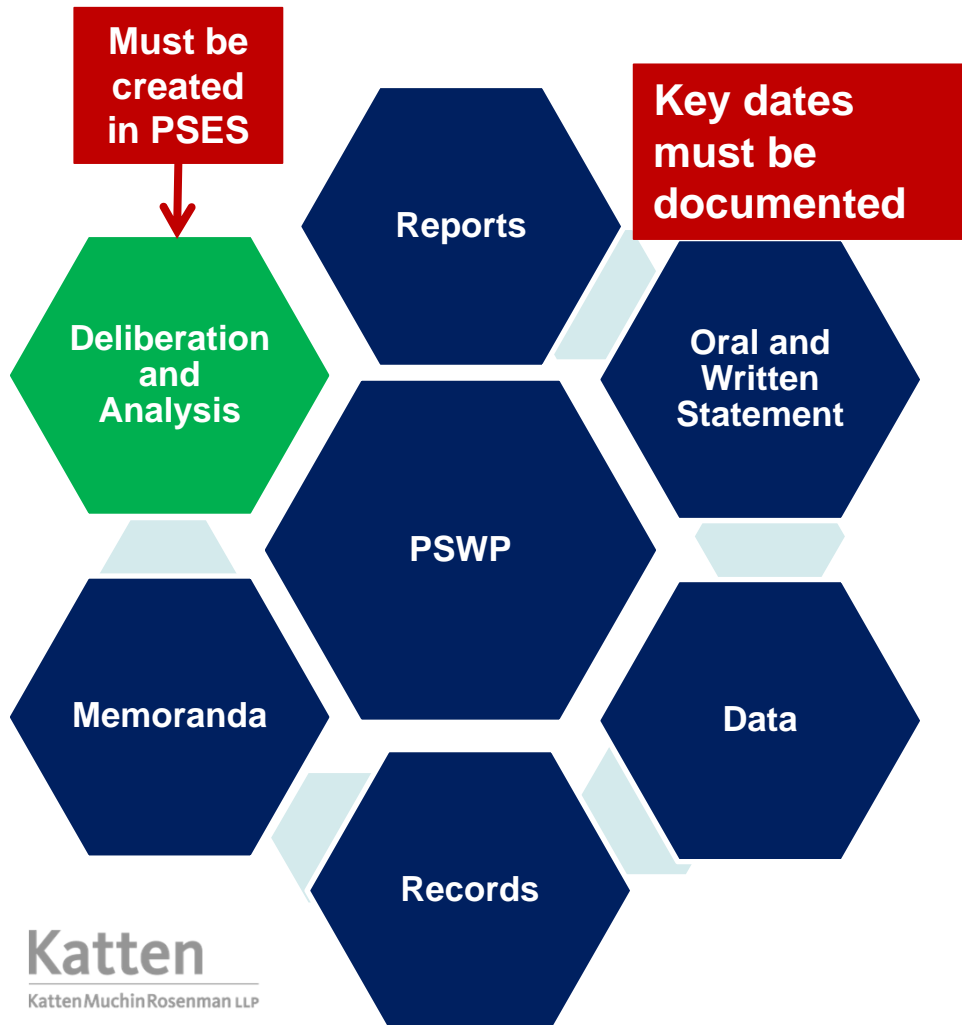 Must be
created
in PSES
Key dates
must be
documented
Reports
Deliberation
and
Analysis
Oral and
Written
Statement
PSWP
Memoranda
Data
Records
Katten
KattenMuchinRosenman LLP